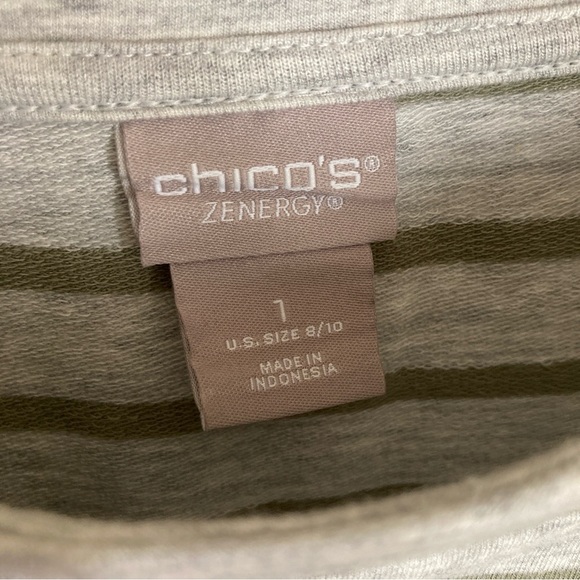 chico's®
ZENERGY®
1
U.S. SIZE 8/10
MADE IN
INDONESIA